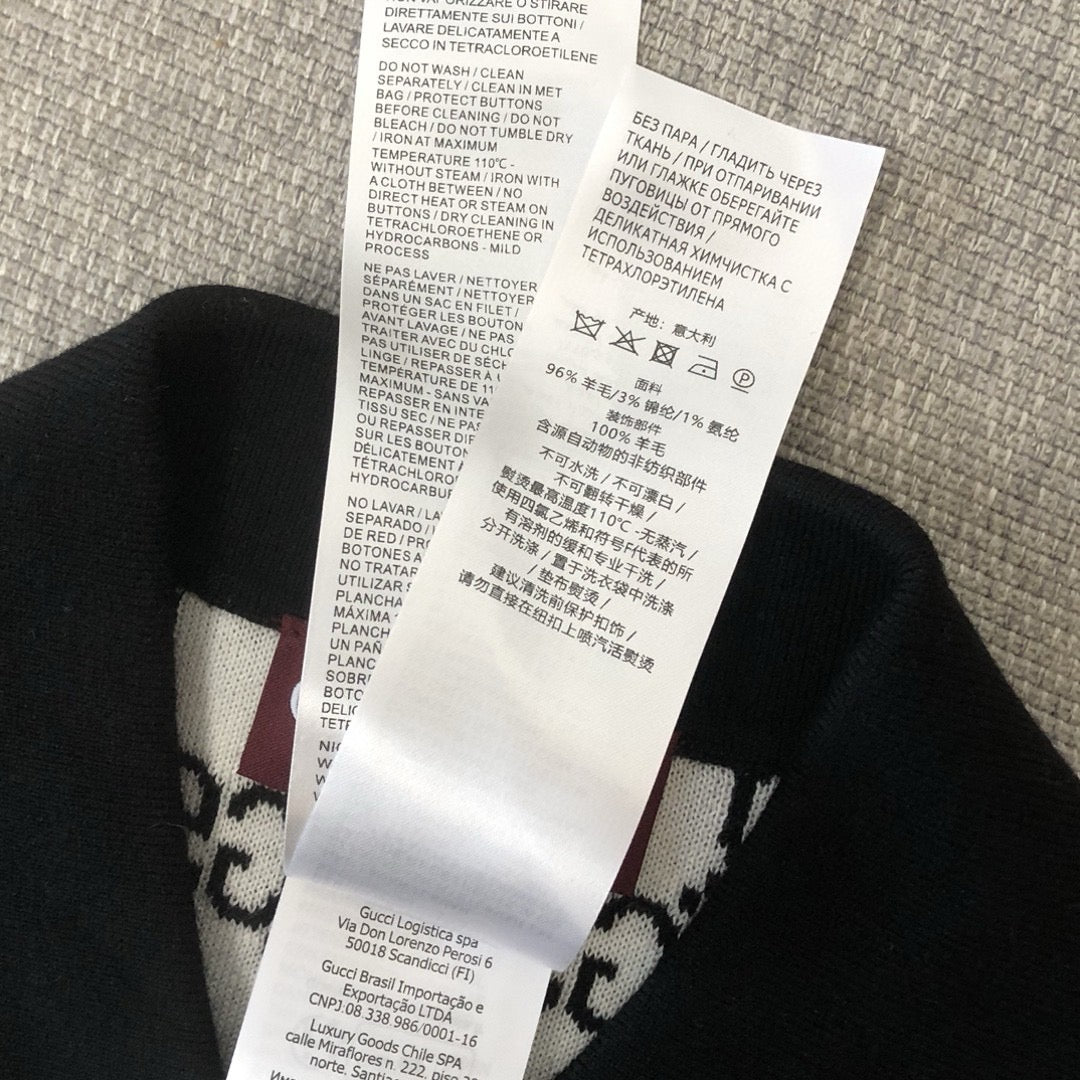 NON VAPORIZZARE O STIRARE
DIRETTAMENTE SUI BOTTONI /
LAVARE DELICATAMENTE A
SECCO IN TETRACLOROETILENE
DO NOT WASH / CLEAN
SEPARATELY / CLEAN IN MET
BAG / PROTECT BUTTONS
BEFORE CLEANING / DO NOT
BLEACH / DO NOT TUMBLE DRY
/ IRON AT MAXIMUM
TEMPERATURE 110℃ -
WITHOUT STEAM / IRON WITH
A CLOTH BETWEEN / NO
DIRECT HEAT OR STEAM ON
BUTTONS / DRY CLEANING IN
TETRACHLOROETHENE OR
HYDROCARBONS - MILD
PROCESS
NE PAS LAVER / NETTOYER
SÉPARÉMENT / NETTOYER
DANS UN SAC EN FILET /
PROTÉGER LES BOUTON
AVANT LAVAGE / NE PAS
TRAITER AVEC DU CHLO
PAS UTILISER DE SÉCH
LINGE / REPASSER À
MAXIMUM - SANS VA
TEMPÉRATURE DE 11
REPASSER EN INTE
TISSU SEC / NE PAS
OU REPASSER DIR
SUR LES BOUTON
DÉLICATEMENT
TÉTRACHLORO
HYDROCARBU
NO LAVAR / LA
SEPARADO /
DE RED / PRO
BOTONES A
NO TRATAR
UTILIZAR S
PLANCHA
MÁXIMA
PLANCH
UN PAÑ
PLANC
SOBR
BOTO
DELIC
TETR
БЕЗ ПАРА / ГЛАДИТЬ ЧЕРЕЗ
ТКАНЬ / ПРИ ОТПАРИВАНИИ
ИЛИ ГЛАЖКЕ ОБЕРЕГАЙТЕ
ПУГОВИЦЫ ОТ ПРЯМОГО
ВОЗДЕЙСТВИЯ /
ДЕЛИКАТНАЯ ХИМЧИСТКА С
ИСПОЛЬЗОВАНИЕМ
ТЕТРАХЛОРЭТИЛЕНА
产地：意大利
P
面料
96% 羊毛/3% 锦纶/1% 氨纶
装饰部件
100% 羊毛
含源自动物的非纺织部件
不可水洗 / 不可漂白 /
不可翻转干燥 /
熨烫最高温度110℃ -无蒸汽 /
使用四氯乙烯和符号F代表的所
有溶剂的缓和专业干洗 /
分开洗涤 / 置于洗衣袋中洗涤
/ 垫布熨烫 /
建议清洗前保护扣饰 /
请勿直接在纽扣上喷汽活熨烫
Gucci Logistica spa
Via Don Lorenzo Perosi 6
50018 Scandicci (FI)
Gucci Brasil Importação e
Exportação LTDA
CNPJ:08.338.986/0001-16
Luxury Goods Chile SPA
calle Miraflores n. 222, piso 28
norte. Santia